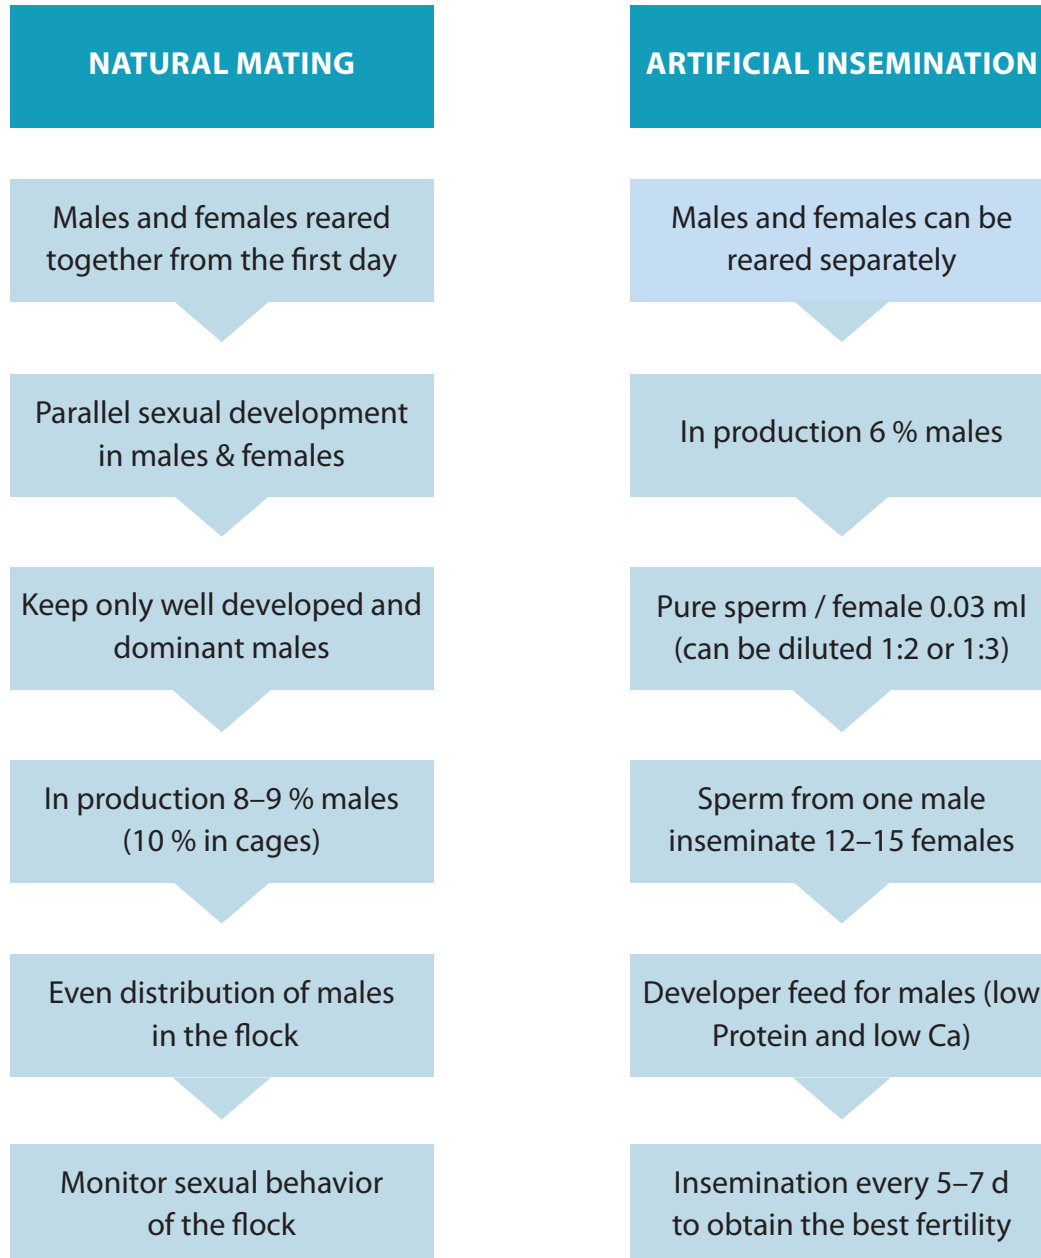 NATURAL MATING
Males and females reared
together from the first day
Parallel sexual development
in males & females
Keep only well developed and
dominant males
In production 8–9 % males
(10 % in cages)
Even distribution of males
in the flock
Monitor sexual behavior
of the flock
ARTIFICIAL INSEMINATION
Males and females can be
reared separately
In production 6 % males
Pure sperm / female 0.03 ml
(can be diluted 1:2 or 1:3)
Sperm from one male
inseminate 12–15 females
Developer feed for males (low
Protein and low Ca)
Insemination every 5–7 d
to obtain the best fertility